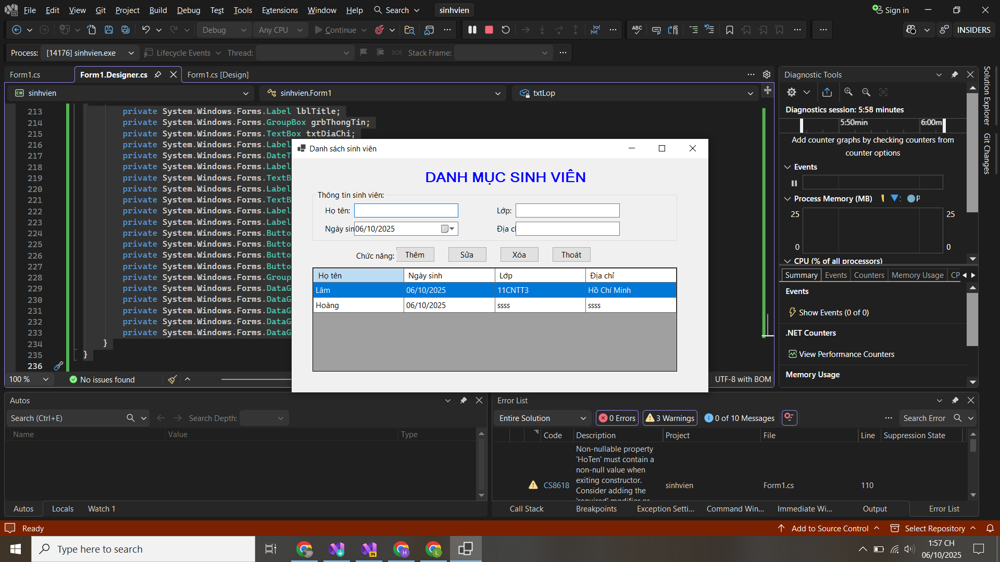 File Edit View Git Project Build Debug Test Tools Extensions Window Help Search sinhvien Sign in
Debug Any CPU Continue INSIDERS
Process: [14176] sinhvien.exe Lifecycle Events Thread: Stack Frame:
Form1.cs Form1.Designer.cs Form1.cs [Design]
sinhvien sinhvien.Form1 txtLop
213 private System.Windows.Forms.Label lblTitle;
214 private System.Windows.Forms.GroupBox grbThongTin;
215 private System.Windows.Forms.TextBox txtDiaChi;
216 private System.Windows.Forms.Label
217 private System.Windows.Forms.DateT
218 private System.Windows.Forms.Label
219 private System.Windows.Forms.TextB
220 private System.Windows.Forms.Label
221 private System.Windows.Forms.TextB
222 private System.Windows.Forms.Label
223 private System.Windows.Forms.Label
224 private System.Windows.Forms.Butto
225 private System.Windows.Forms.Butto
226 private System.Windows.Forms.Butto
227 private System.Windows.Forms.Butto
228 private System.Windows.Forms.Group
229 private System.Windows.Forms.DataG
230 private System.Windows.Forms.DataG
231 private System.Windows.Forms.DataG
232 private System.Windows.Forms.DataG
233 private System.Windows.Forms.DataG
234 }
235 }
236
100 % No issues found UTF-8 with BOM
Danh sách sinh viên
DANH MỤC SINH VIÊN
Thông tin sinh viên:
Họ tên: Lớp:
Ngày sin 06/10/2025 Địa cl
Chức năng: Thêm Sửa Xóa Thoát
Họ tên Ngày sinh Lớp Địa chỉ
Lâm 06/10/2025 11CNTT3 Hồ Chí Minh
Hoàng 06/10/2025 ssss ssss
Diagnostic Tools
Diagnostics session: 5:58 minutes
5:50min 6:00m
Add counter graphs by checking counters from
counter options
Events
Process Memory (MB) P
25 25
0 0
CPU (% of all processors)
Summary Events Counters Memory Usage CP
Events
Show Events (0 of 0)
.NET Counters
View Performance Counters
Memory Usage
Solution Explorer
Git Changes
Autos
Search (Ctrl+E) Search Depth:
Name Value Type
Autos Locals Watch 1
Error List
Entire Solution 0 Errors 3 Warnings 0 of 10 Messages Search Error
Code Description Project File Line Suppression State
CS8618 Non-nullable property
'HoTen' must contain a
non-null value when
exiting constructor.
Consider adding the
'required' modifier or
sinhvien Form1.cs 110
Call Stack Breakpoints Exception Setti... Command Win... Immediate Wi... Output Error List
Ready Add to Source Control Select Repository
Type here to search
1:57 CH
06/10/2025